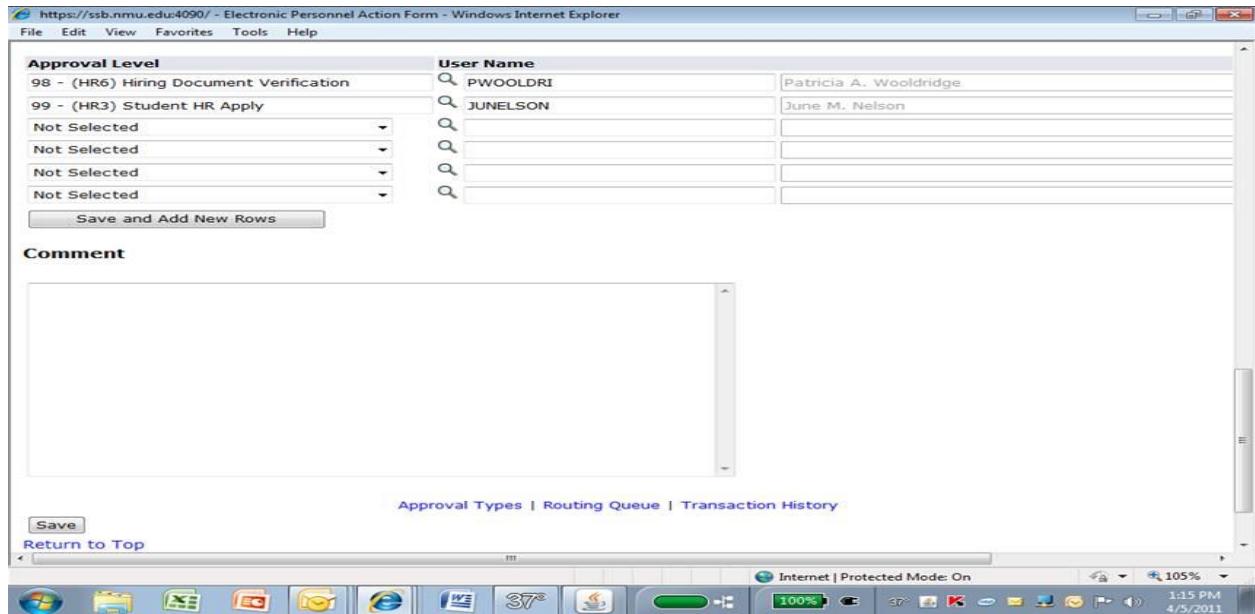 https://ssb.nmu.edu:4090/ - Electronic Personnel Action Form - Windows Internet Explorer
File Edit View Favorites Tools Help
Approval Level User Name
98 - (HR6) Hiring Document Verification PWOOLDRI Patricia A. Wooldridge
99 - (HR3) Student HR Apply JUNELSON June M. Nelson
Not Selected
Not Selected
Not Selected
Not Selected
Save and Add New Rows
Comment
Approval Types | Routing Queue | Transaction History
Save
Return to Top
Internet | Protected Mode: On 105%
37° 100% 37° K 1:15 PM
4/5/2011